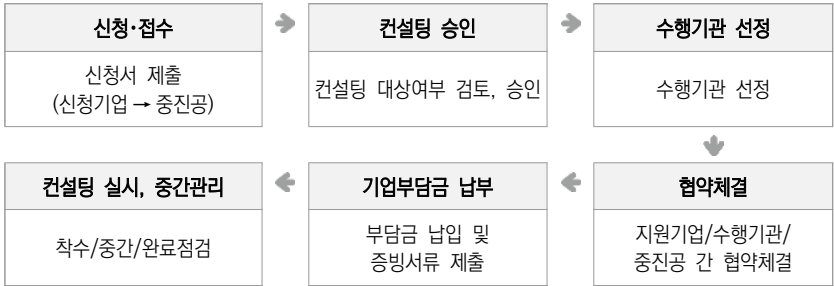 신청·접수
신청서 제출
(신청기업 → 중진공)
컨설팅 승인
컨설팅 대상여부 검토, 승인
수행기관 선정
수행기관 선정
협약체결
지원기업/수행기관/
중진공 간 협약체결
기업부담금 납부
부담금 납입 및
증빙서류 제출
컨설팅 실시, 중간관리
착수/중간/완료점검